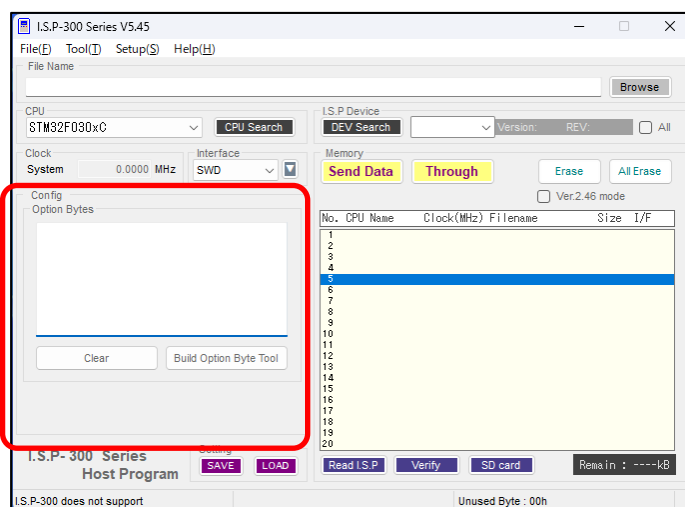 I.S.P-300 Series V5.45
File(F) Tool(T) Setup(S) Help(H)
File Name
Browse
CPU
STM32F030xC
CPU Search
I.S.P Device
DEV Search
Version: REV:
All
Clock
System 0.0000 MHz
Interface
SWD
Memory
Send Data
Through
Erase
All Erase
Ver.2.46 mode
Config
Option Bytes
Clear
Build Option Byte Tool
No. CPU Name Clock(MHz) Filename Size I/F
1
2
3
4
5
6
7
8
9
10
11
12
13
14
15
16
17
18
19
20
I.S.P- 300 Series
Host Program
Setting
SAVE
LOAD
Read I.S.P
Verify
SD card
Remain : ----kB
I.S.P-300 does not support
Unused Byte : 00h